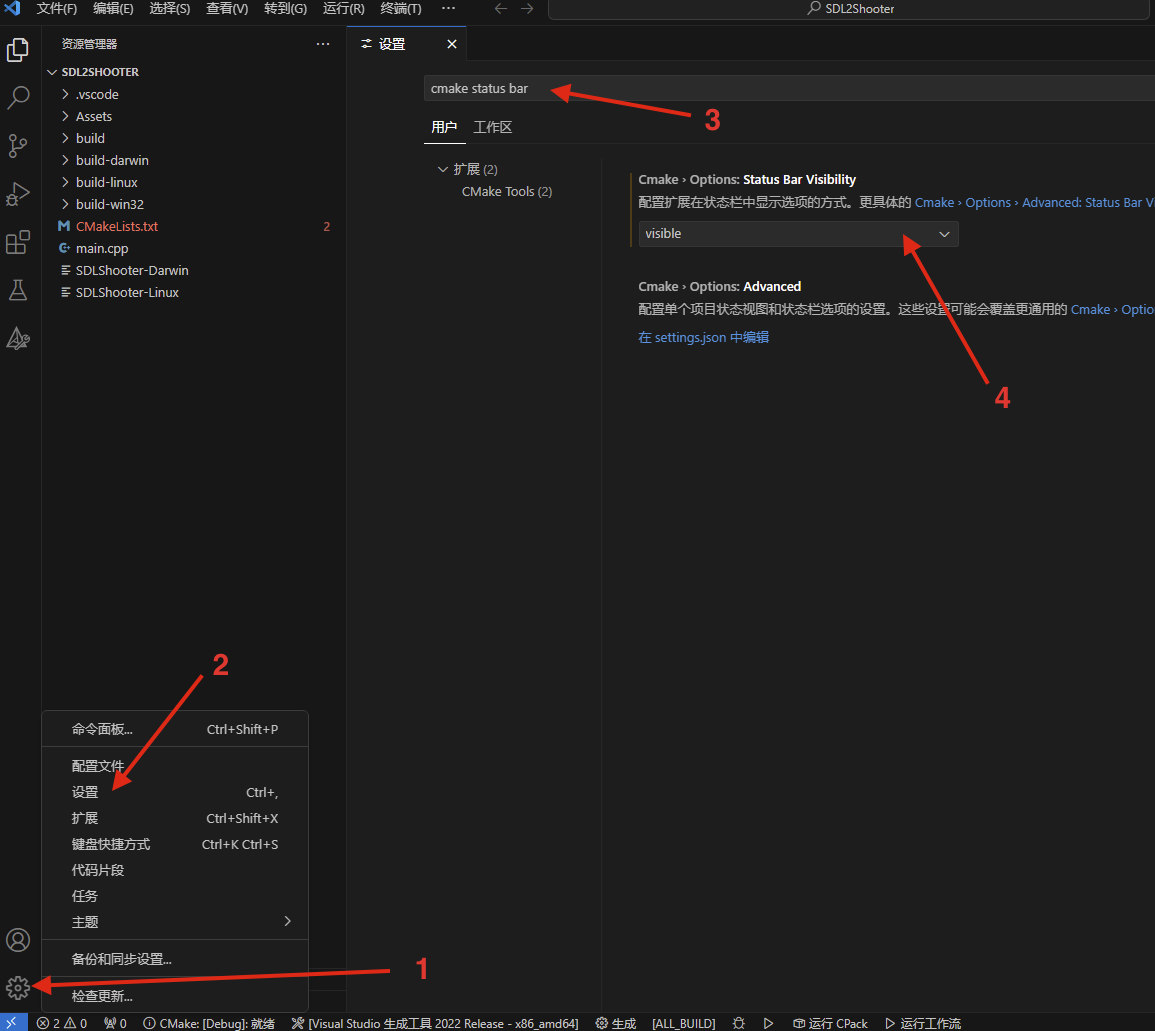 文件(F) 编辑(E) 选择(S) 查看(V) 转到(G) 运行(R) 终端(T) ··· SDL2Shooter
资源管理器 ···
设置
SDL2SHOOTER
.vscode
Assets
build
build-darwin
build-linux
build-win32
CMakeLists.txt 2
main.cpp
SDLShooter-Darwin
SDLShooter-Linux
cmake status bar
3
用户 工作区
扩展 (2)
CMake Tools (2)
Cmake › Options: Status Bar Visibility
配置扩展在状态栏中显示选项的方式。更具体的 Cmake › Options › Advanced: Status Bar Vi
visible
Cmake › Options: Advanced
配置单个项目状态视图和状态栏选项的设置。这些设置可能会覆盖更通用的 Cmake › Optio
在 settings.json 中编辑
4
2
命令面板... Ctrl+Shift+P
配置文件
设置 Ctrl+,
扩展 Ctrl+Shift+X
键盘快捷方式 Ctrl+K Ctrl+S
代码片段
任务
主题
备份和同步设置...
检查更新...
1
2 0 0 CMake: [Debug]: 就绪 [Visual Studio 生成工具 2022 Release - x86_amd64] 生成 [ALL_BUILD] 运行 CPack 运行工作流